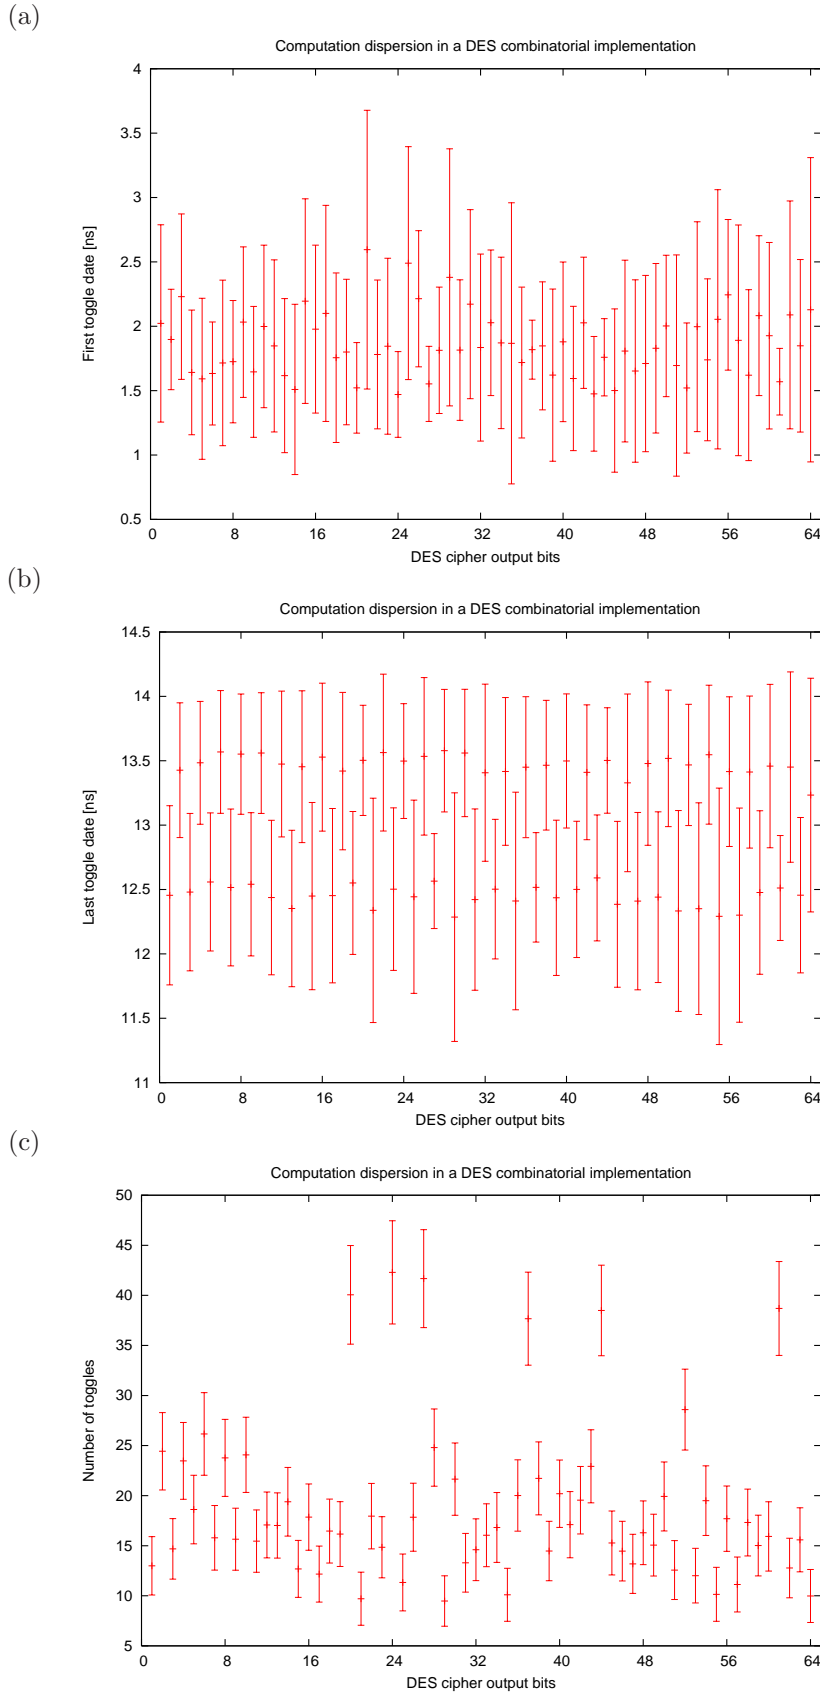 (a)
Computation dispersion in a DES combinatorial implementation
4
3.5
3
2.5
2
1.5
1
0.5
First toggle date [ns]
0 8 16 24 32 40 48 56 64
DES cipher output bits
(b)
Computation dispersion in a DES combinatorial implementation
14.5
14
13.5
13
12.5
12
11.5
11
Last toggle date [ns]
0 8 16 24 32 40 48 56 64
DES cipher output bits
(c)
Computation dispersion in a DES combinatorial implementation
50
45
40
35
30
25
20
15
10
5
Number of toggles
0 8 16 24 32 40 48 56 64
DES cipher output bits